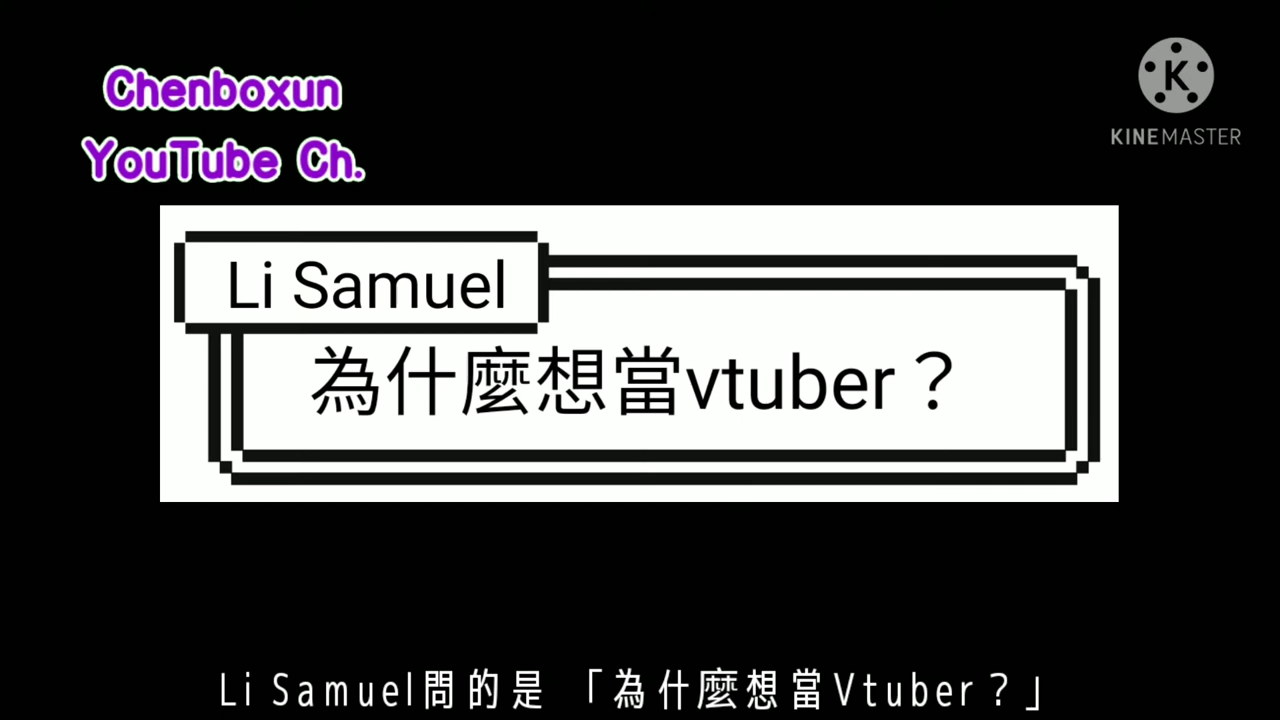 Chenboxun
YouTube Ch.
K
KINEMASTER
Li Samuel
為什麼想當vtuber？
Li Samuel問的是「為什麼想當Vtuber？」